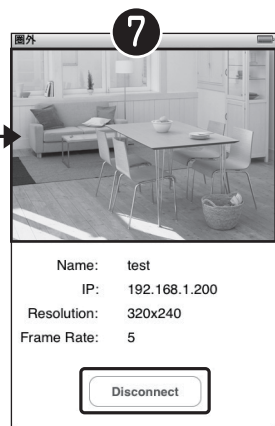 7
圏外
Name: test
IP: 192.168.1.200
Resolution: 320x240
Frame Rate: 5
Disconnect